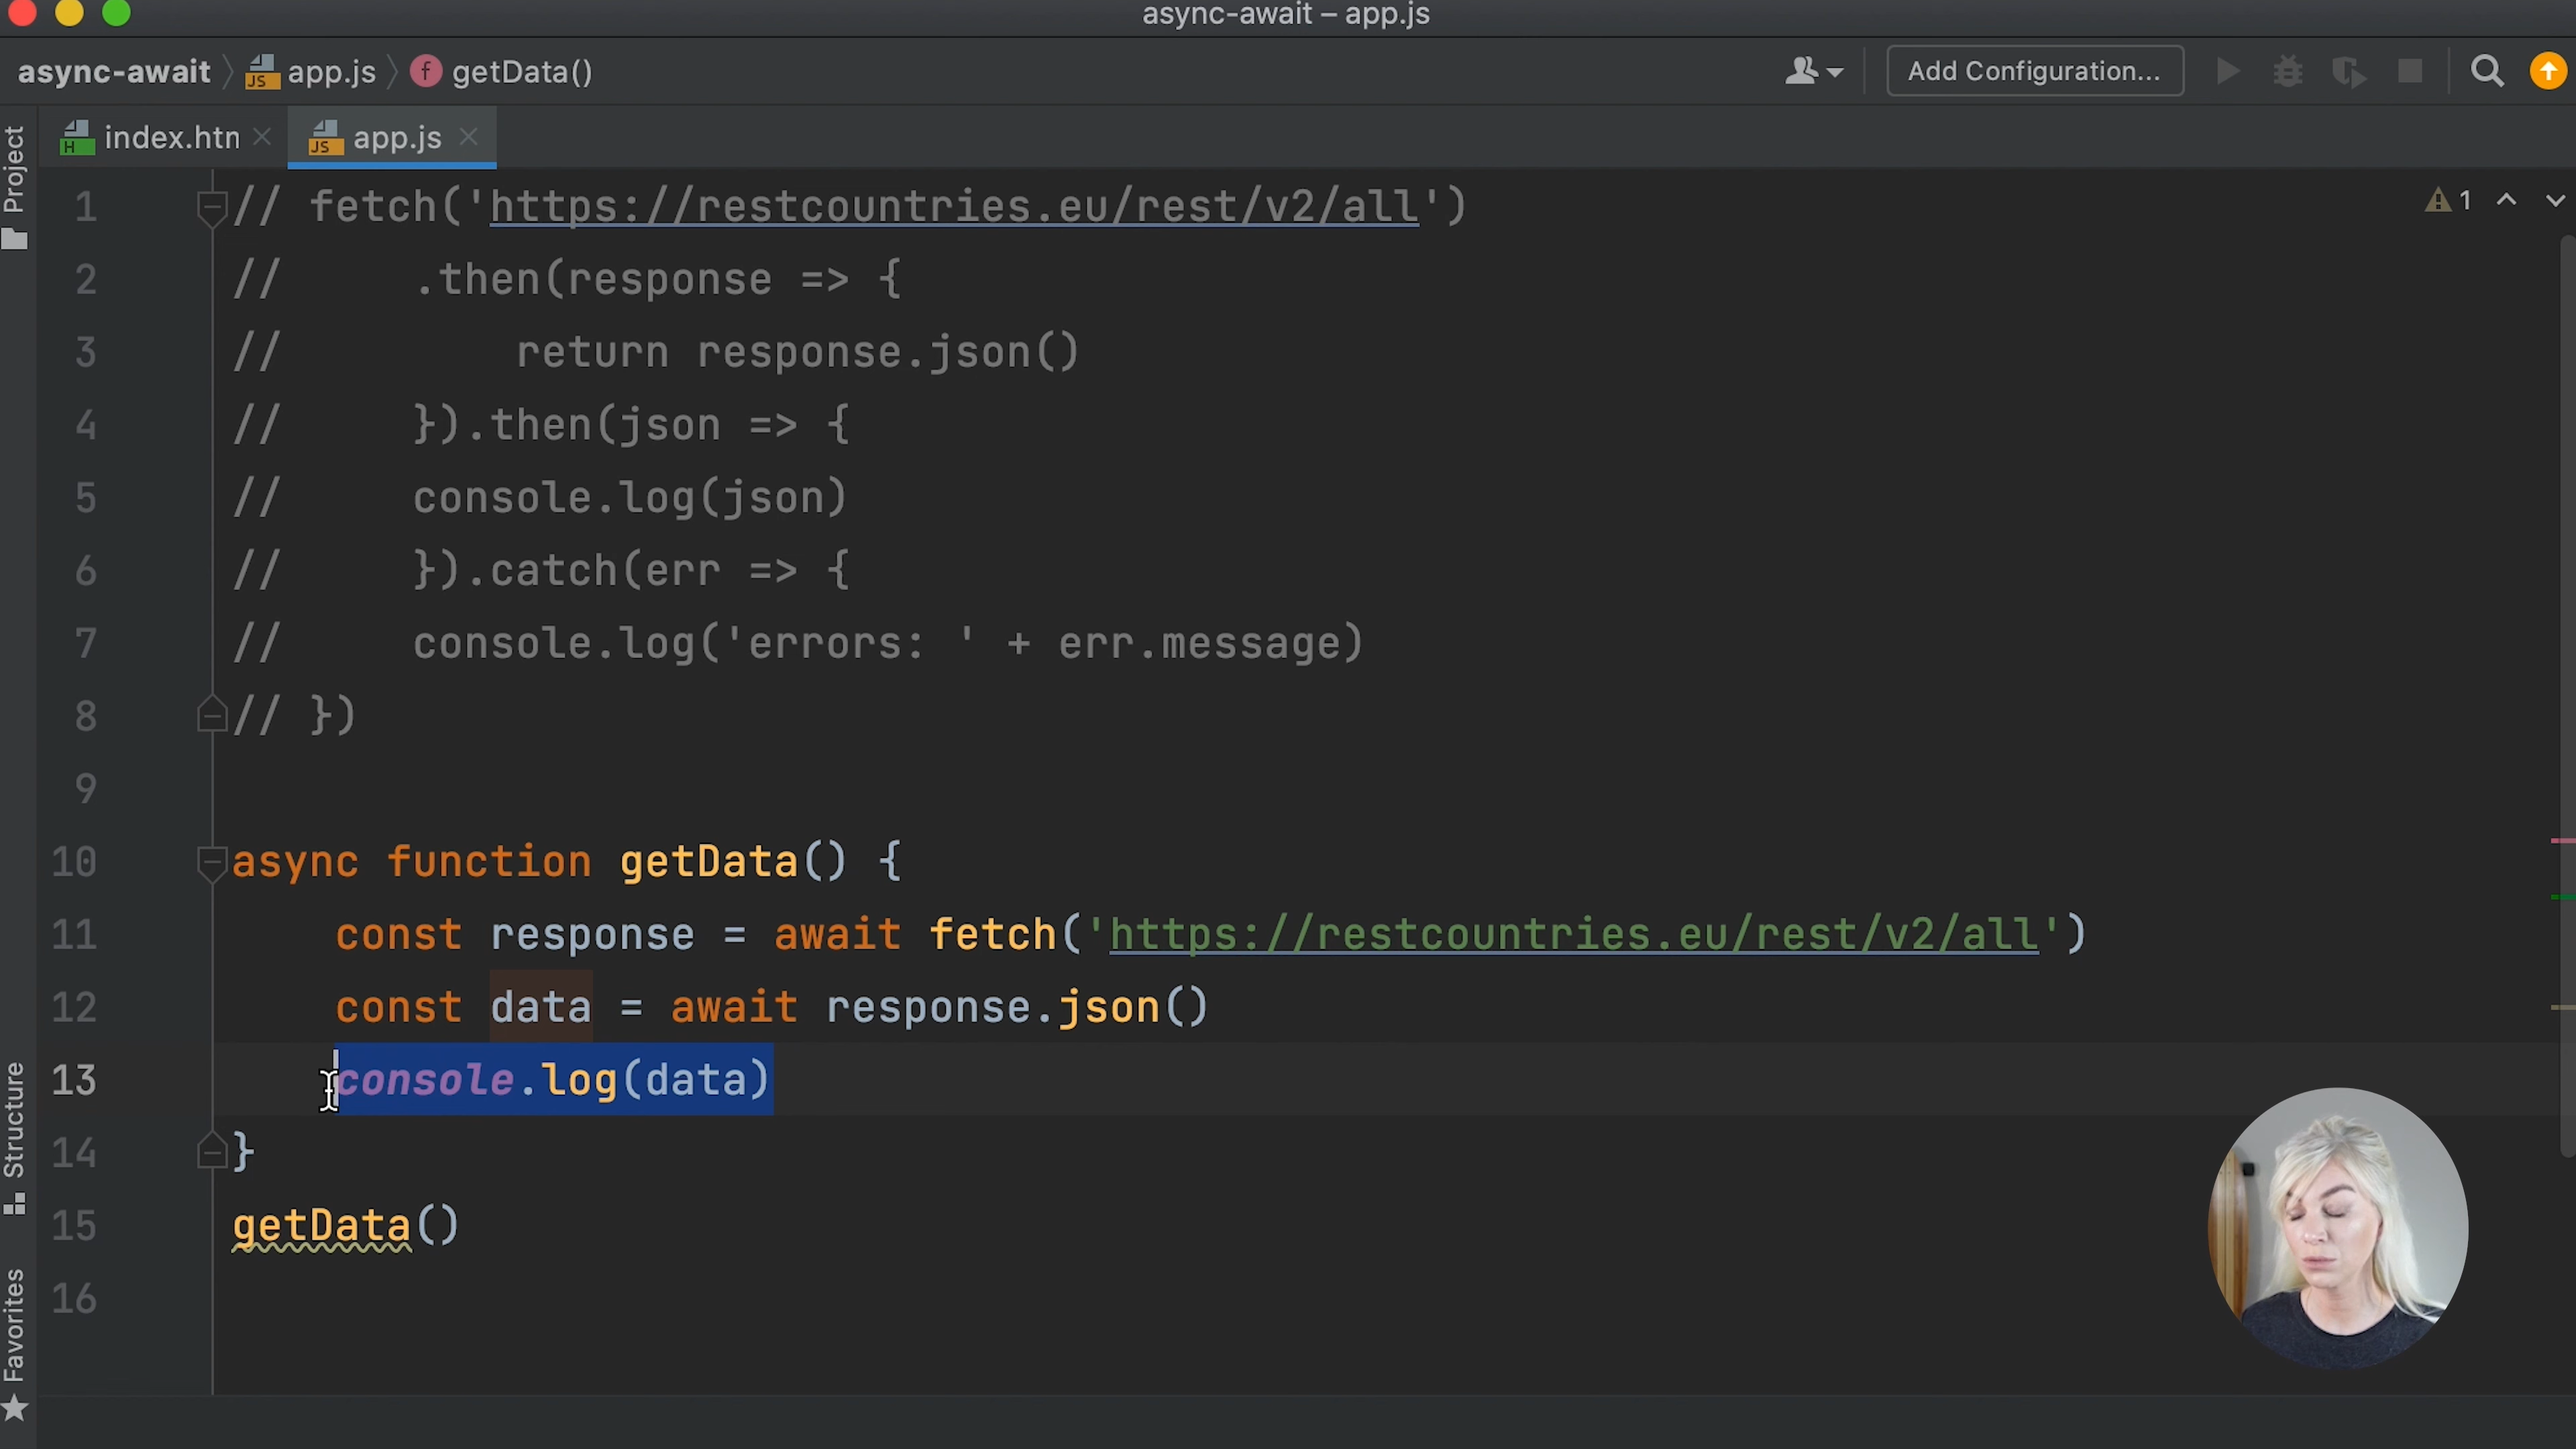 async-await – app.js
async-await
app.js
getData()
Add Configuration...
Project
index.htm
app.js
1
// fetch('https://restcountries.eu/rest/v2/all')
1
2 // .then(response => {
3 // return response.json()
4 // }).then(json => {
5 // console.log(json)
6 // }).catch(err => {
7 // console.log('errors: ' + err.message)
8 // })
9
10 async function getData() {
11 const response = await fetch('https://restcountries.eu/rest/v2/all')
12 const data = await response.json()
13 console.log(data)
14 }
15 getData()
16
Structure
Favorites